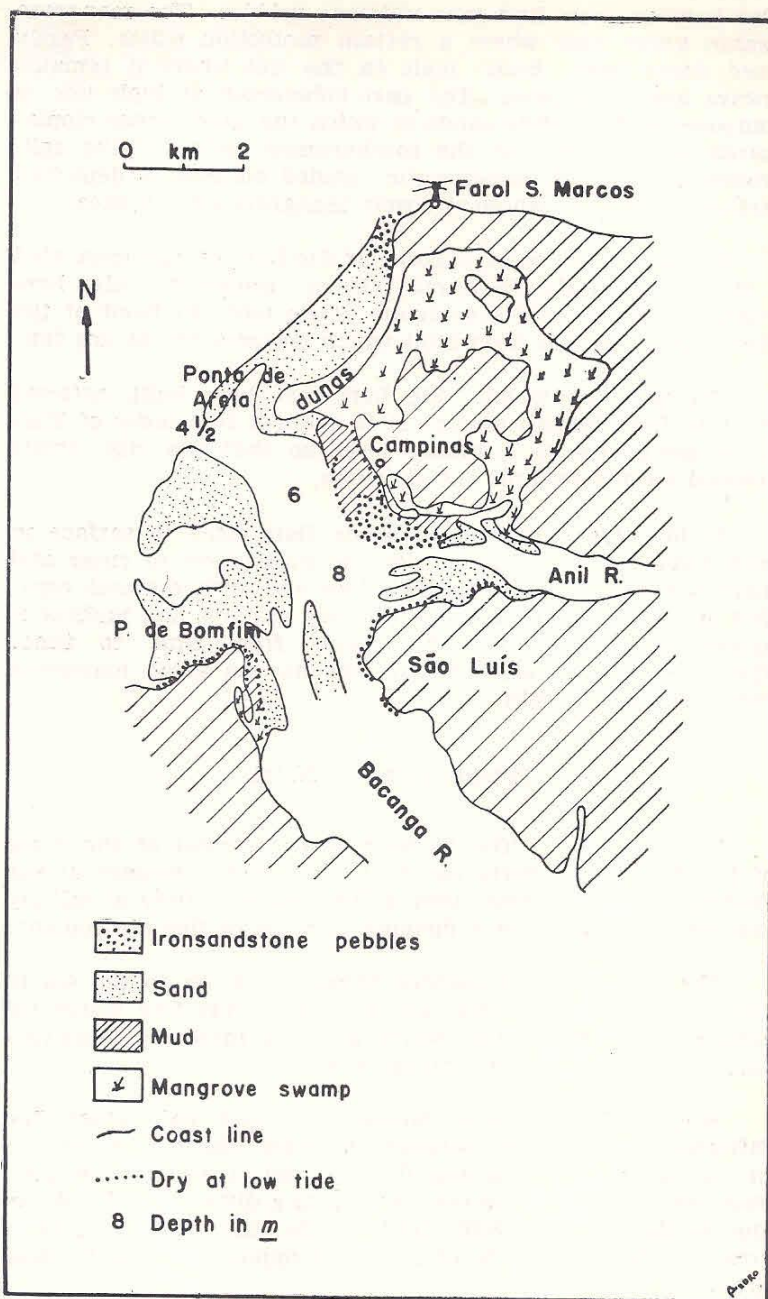 0 km 2
Farol S. Marcos
N
Ponta de
Areia
dunas
4 1/2
Campinas
6
8
Anil R.
P. de Bomfim
São Luís
Bacanga R.
Ironsandstone pebbles
Sand
Mud
Mangrove swamp
Coast line
Dry at low tide
8 Depth in m